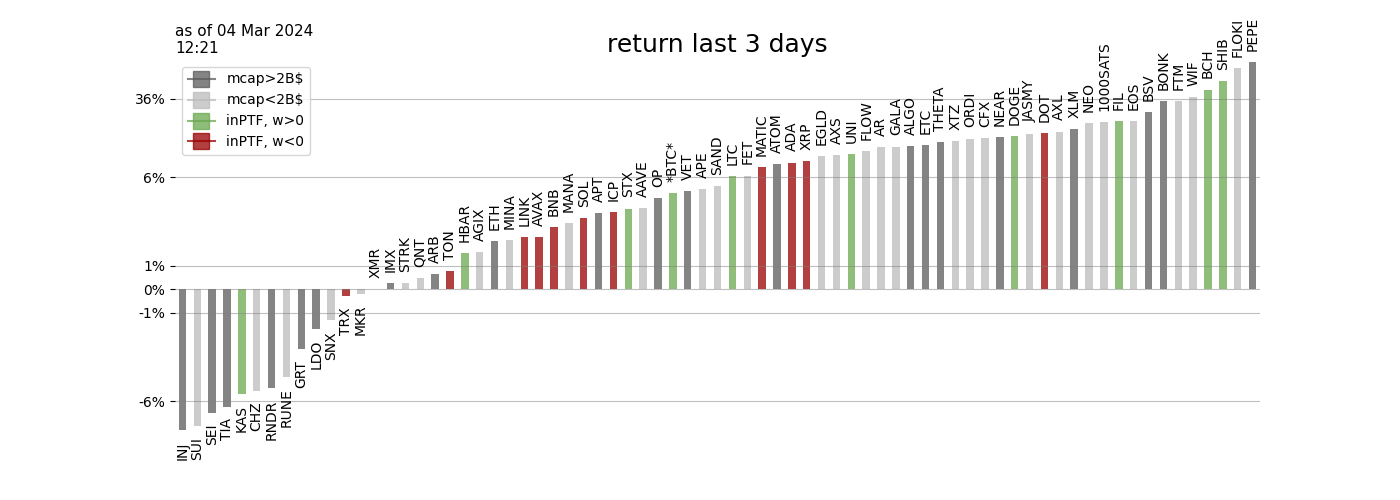 as of 04 Mar 2024
12:21
return last 3 days
mcap>2B$
mcap<2B$
inPTF, w>0
inPTF, w<0
36%
6%
1%
0%
-1%
-6%
INJ
SUI
SEI
TIA
KAS
CHZ
RNDR
RUNE
GRT
LDO
SNX
TRX
MKR
XMR
IMX
STRK
QNT
ARB
TON
HBAR
AGIX
ETH
MINA
LINK
AVAX
BNB
MANA
SOL
APT
ICP
STX
AAVE
OP
*BTC*
VET
APE
SAND
LTC
FET
MATIC
ATOM
ADA
XRP
EGLD
AXS
UNI
FLOW
AR
GALA
ALGO
ETC
THETA
XTZ
ORDI
CFX
NEAR
DOGE
JASMY
DOT
AXL
XLM
NEO
1000SATS
FIL
EOS
BSV
BONK
FTM
WIF
BCH
SHIB
FLOKI
PEPE